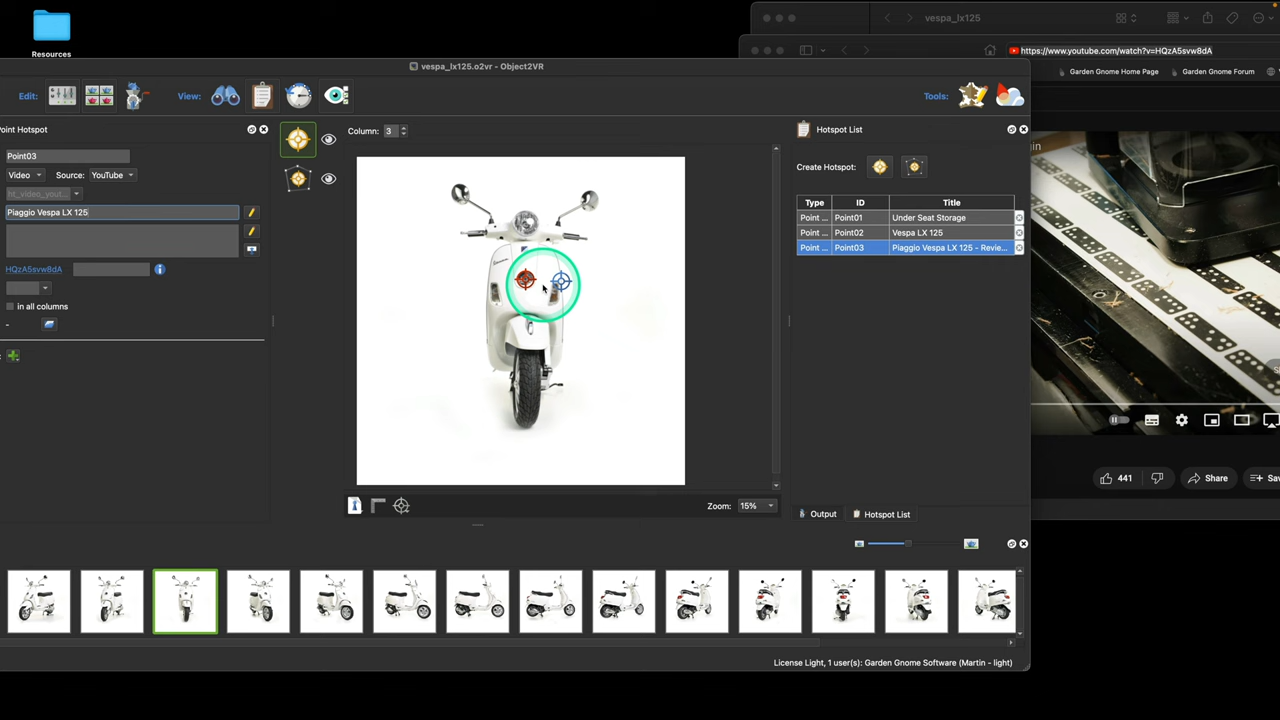 Resources
vespa_lx125
https://www.youtube.com/watch?v=HQzA5svw8dA
Garden Gnome Home Page
Garden Gnome Forum
vespa_lx125.o2vr - Object2VR
Edit:
View:
Tools:
Point Hotspot
Column: 3
Hotspot List
Point03
Create Hotspot:
Video
Source: YouTube
ht_video_yout...
Type ID Title
Piaggio Vespa LX 125
Point ... Point01 Under Seat Storage
Point ... Point02 Vespa LX 125
Point ... Point03 Piaggio Vespa LX 125 - Revie...
HQzA5svw8dA
in all columns
-
441
Share
Zoom: 15%
Output
Hotspot List
License Light, 1 user(s): Garden Gnome Software (Martin - light)